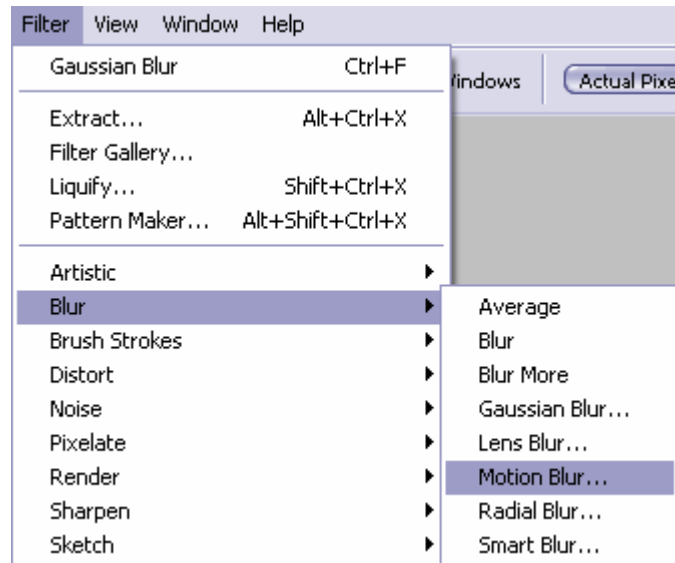 Filter View Window Help
Gaussian Blur Ctrl+F
Actual Pixe
Extract... Alt+Ctrl+X
Filter Gallery...
Liquify... Shift+Ctrl+X
Pattern Maker... Alt+Shift+Ctrl+X
Artistic
Blur
Brush Strokes
Distort
Noise
Pixelate
Render
Sharpen
Sketch
Average
Blur
Blur More
Gaussian Blur...
Lens Blur...
Motion Blur...
Radial Blur...
Smart Blur...